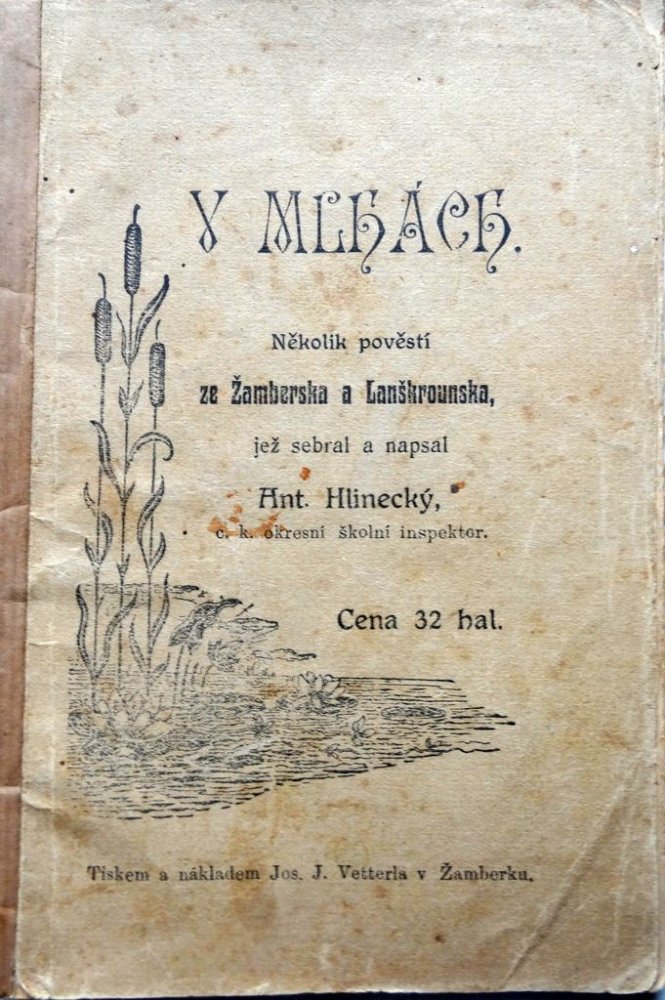 V MLHÁCH.
Několik pověstí
ze Žamberska a Lanškrounska,
jež sebral a napsal
Ant. Hlinecký,
c. k. okresní školní inspektor.
Cena 32 hal.
Tiskem a nákladem Jos. J. Vetterla v Žamberku.